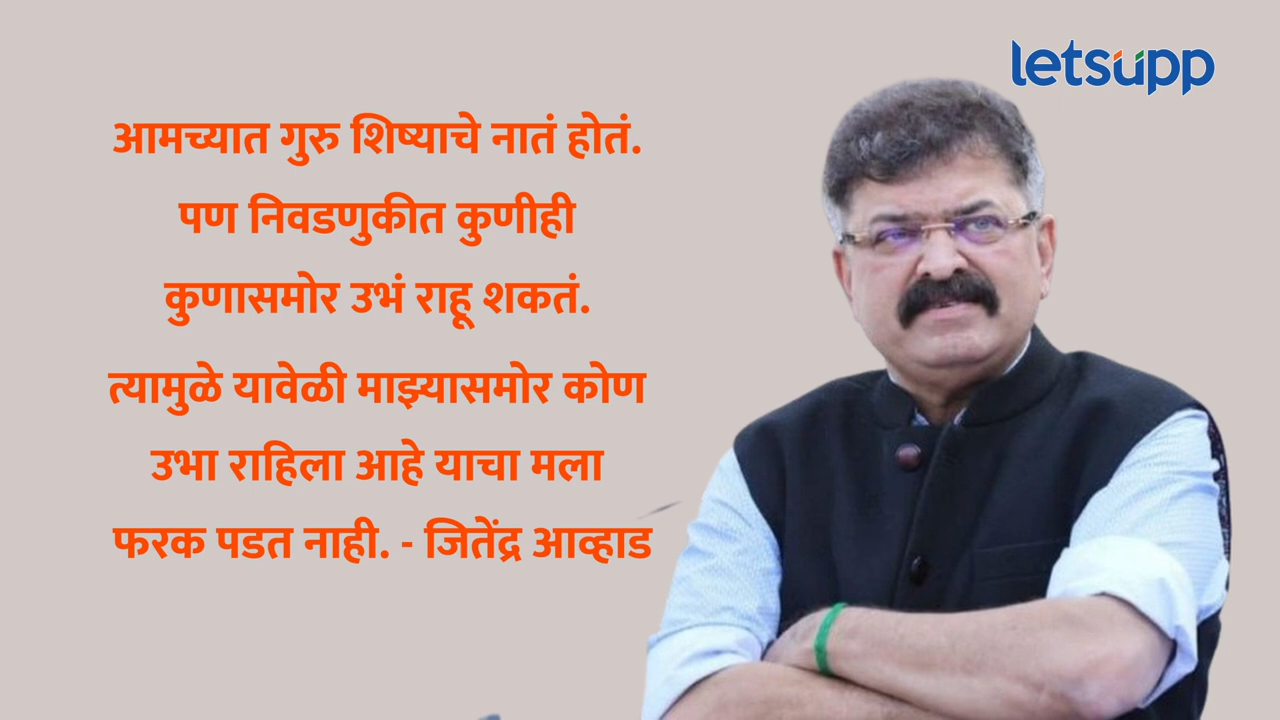 letsupp
आमच्यात गुरु शिष्याचे नातं होतं.
पण निवडणुकीत कुणीही
कुणासमोर उभं राहू शकतं.
त्यामुळे यावेळी माझ्यासमोर कोण
उभा राहिला आहे याचा मला
फरक पडत नाही. - जितेंद्र आव्हाड